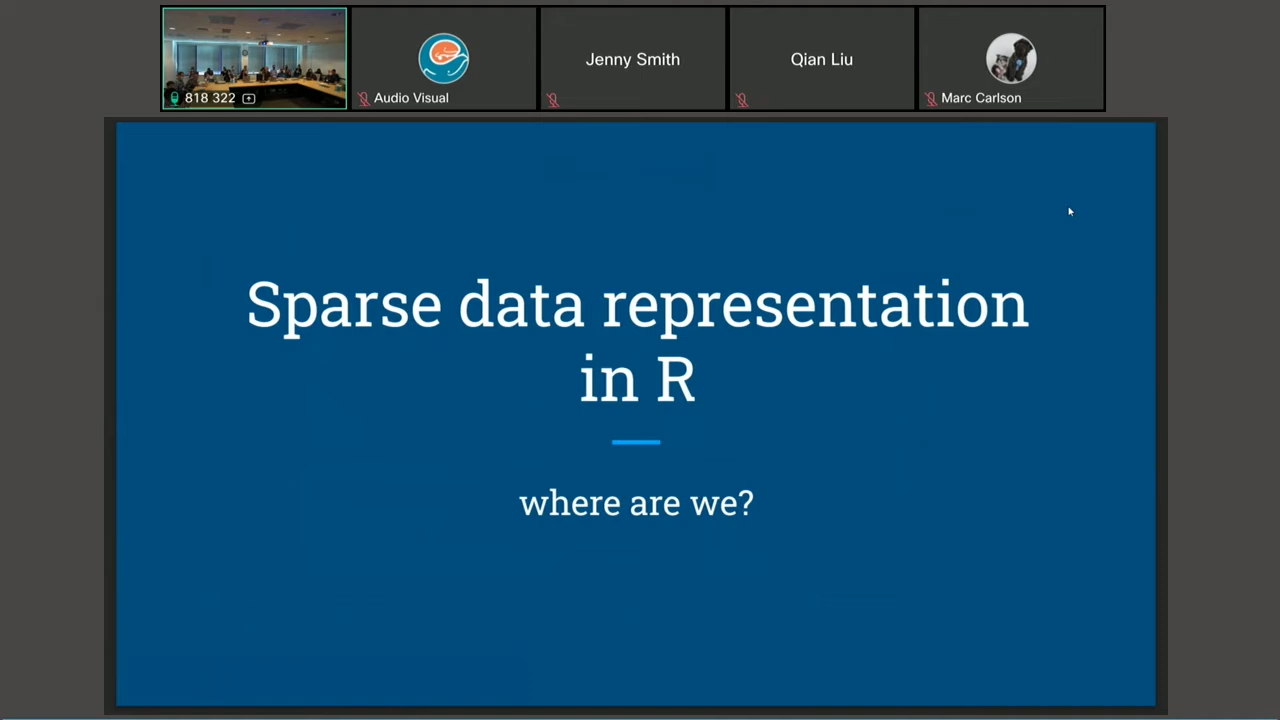 818 322
Audio Visual
Jenny Smith
Qian Liu
Marc Carlson
Sparse data representation
in R
where are we?